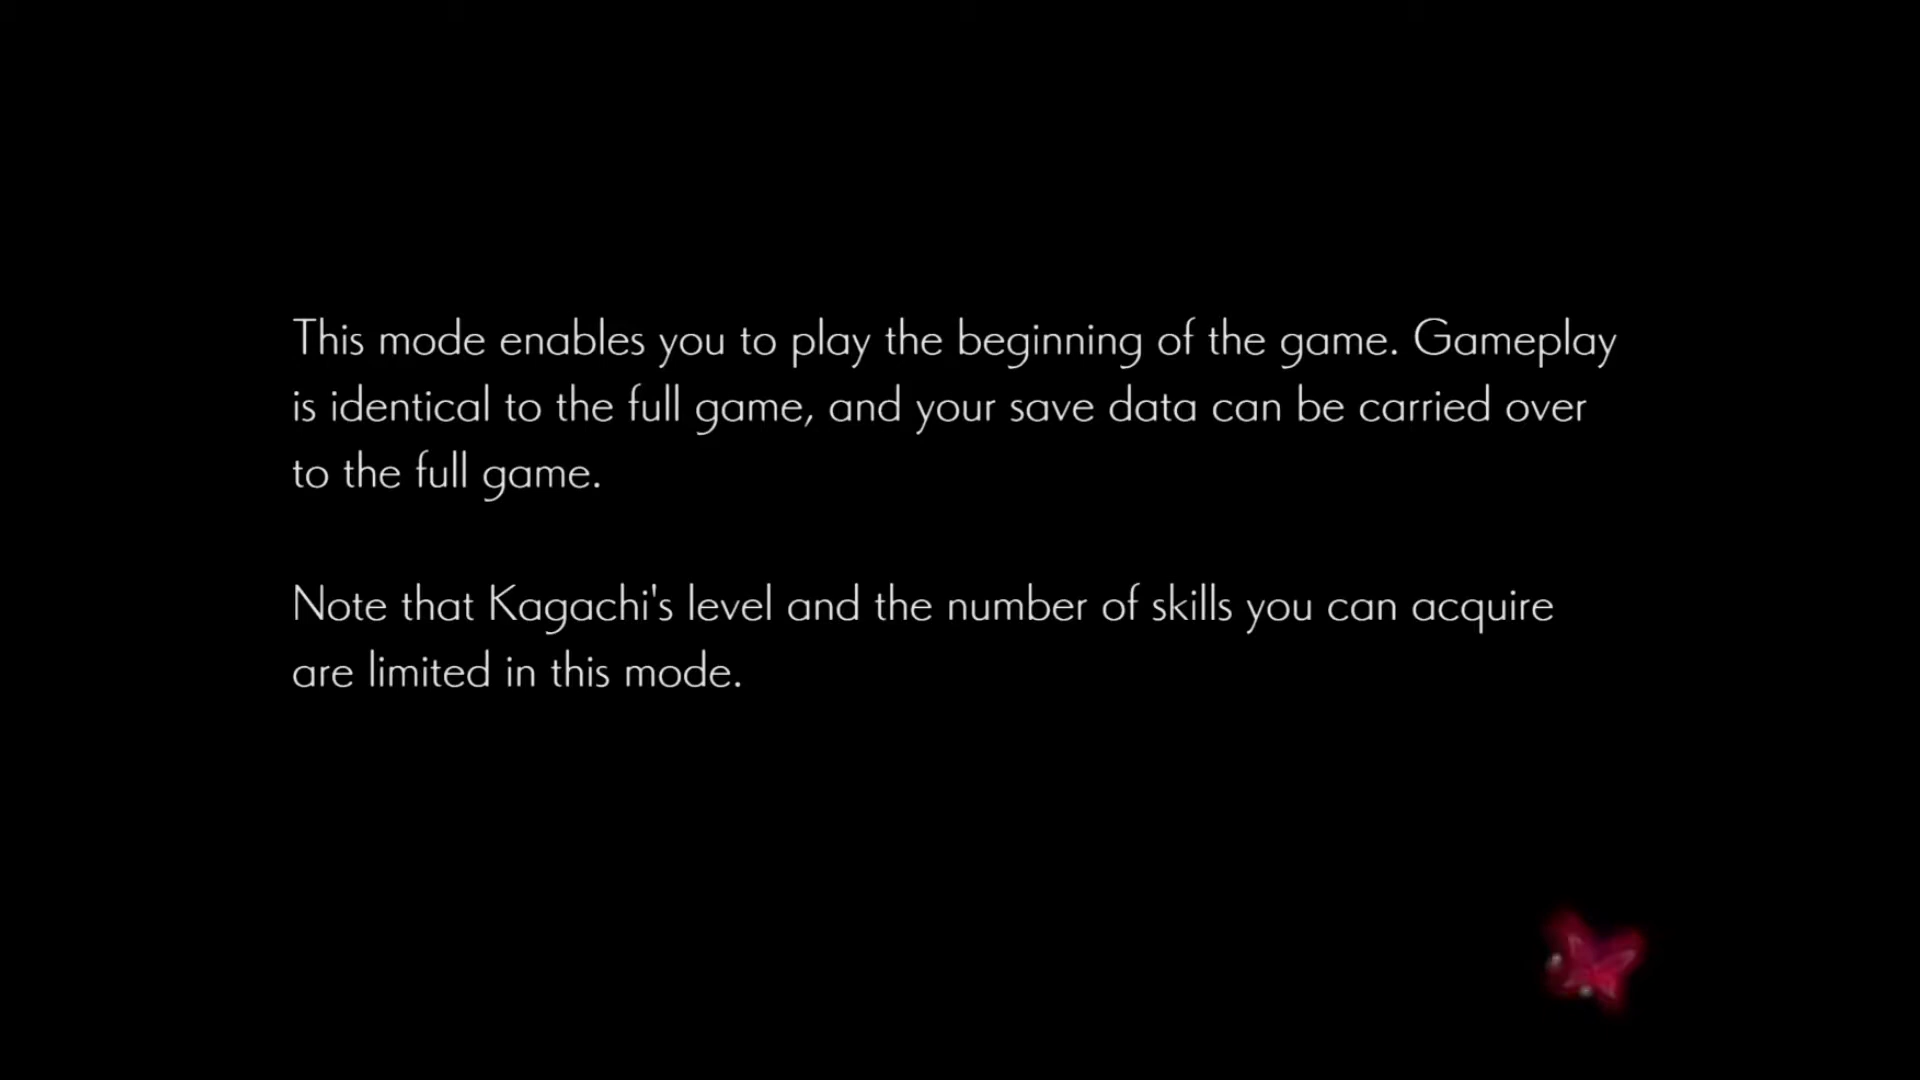 This mode enables you to play the beginning of the game. Gameplay
is identical to the full game, and your save data can be carried over
to the full game.
Note that Kagachi's level and the number of skills you can acquire
are limited in this mode.